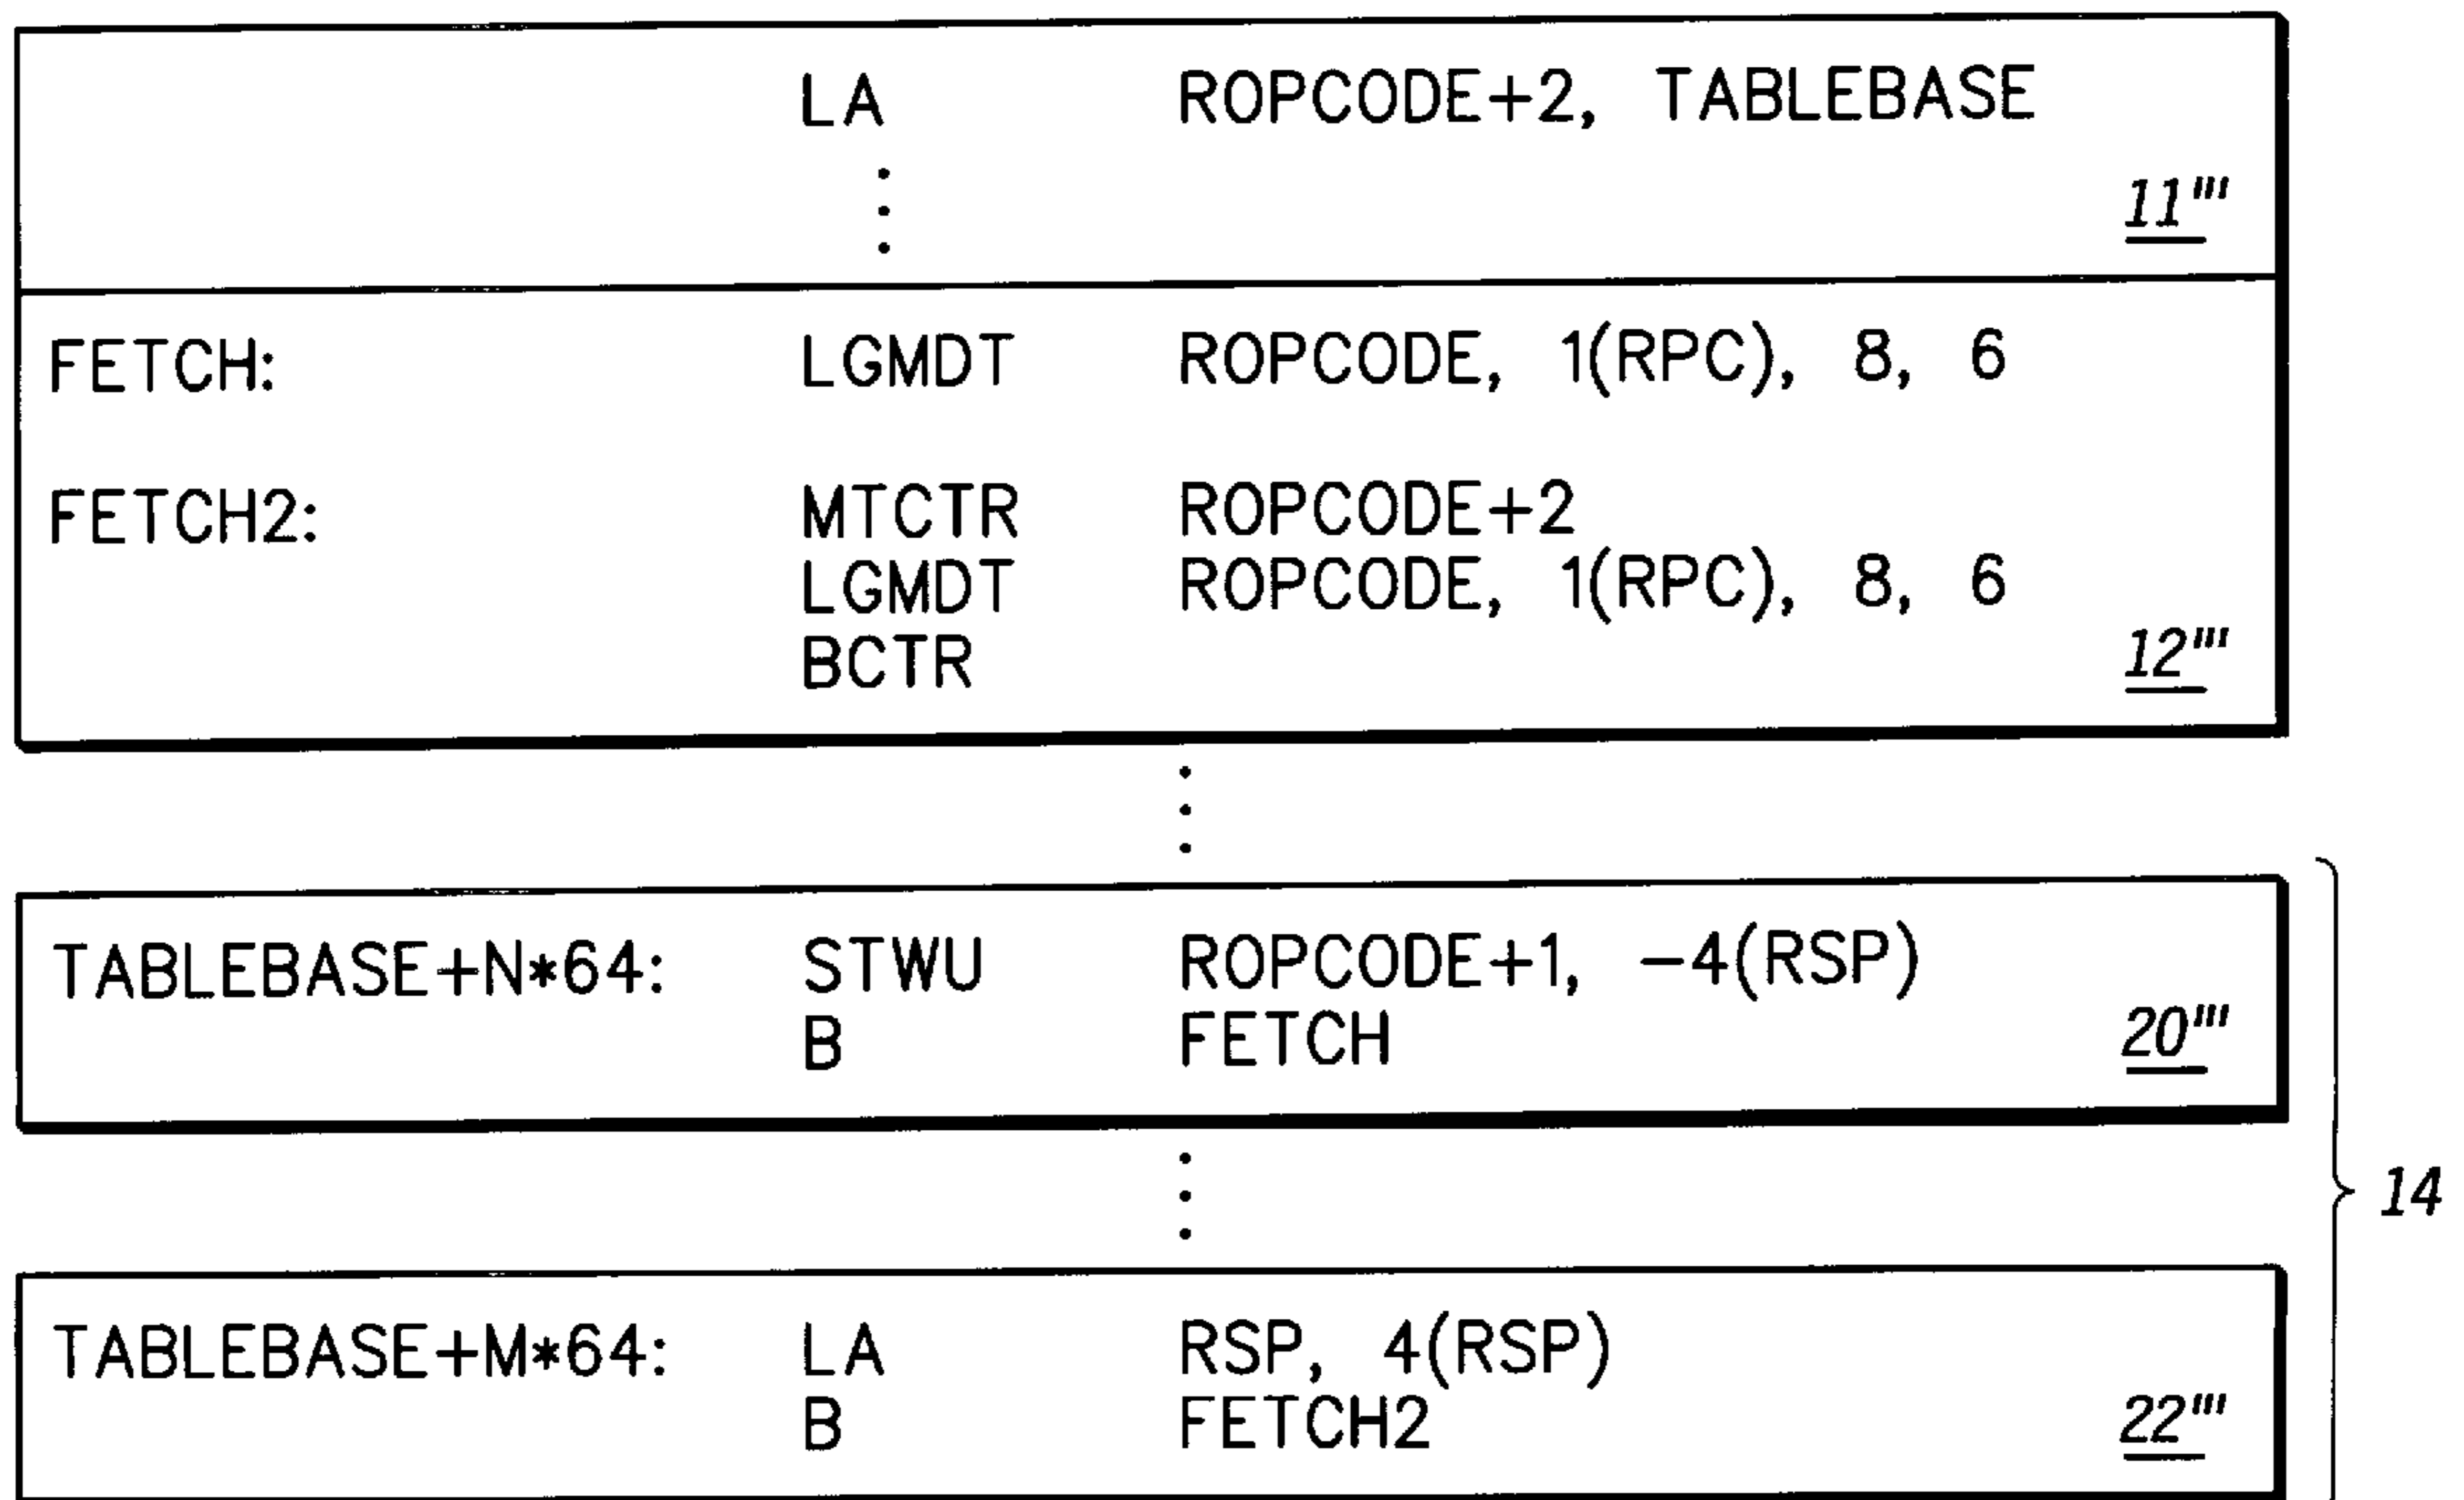 LA ROPCODE+2, TABLEBASE
11'''
FETCH: LGMDT ROPCODE, 1(RPC), 8, 6
FETCH2: MTCTR ROPCODE+2
LGMDT ROPCODE, 1(RPC), 8, 6
BCTR 12'''
TABLEBASE+N*64: STWU ROPCODE+1, -4(RSP)
B FETCH 20'''
14
TABLEBASE+M*64: LA RSP, 4(RSP)
B FETCH2 22'''